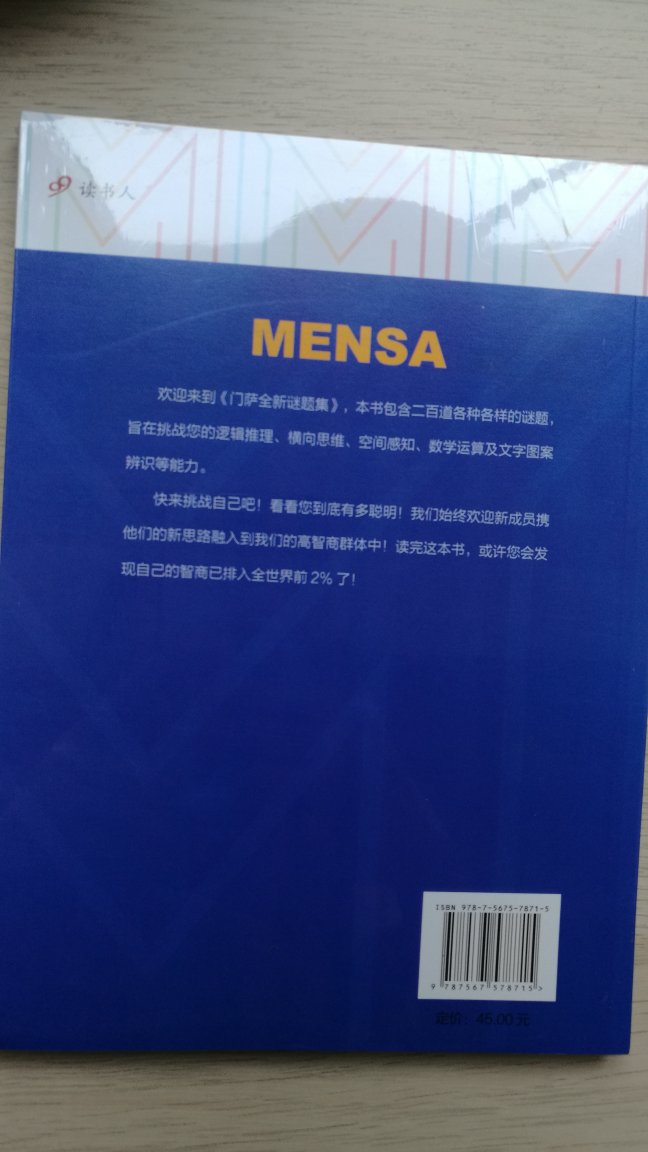 99 读书人
MENSA
欢迎来到《门萨全新谜题集》，本书包含二百道各种各样的谜题，
旨在挑战您的逻辑推理、横向思维、空间感知、数学运算及文字图案
辨识等能力。
快来挑战自己吧！看看您到底有多聪明！我们始终欢迎新成员携
他们的新思路融入到我们的高智商群体中！读完这本书，或许您会发
现自己的智商已排入全世界前2%了！
ISBN 978-7-5675-7871-5
9 787567 578715 >
定价：45.00元